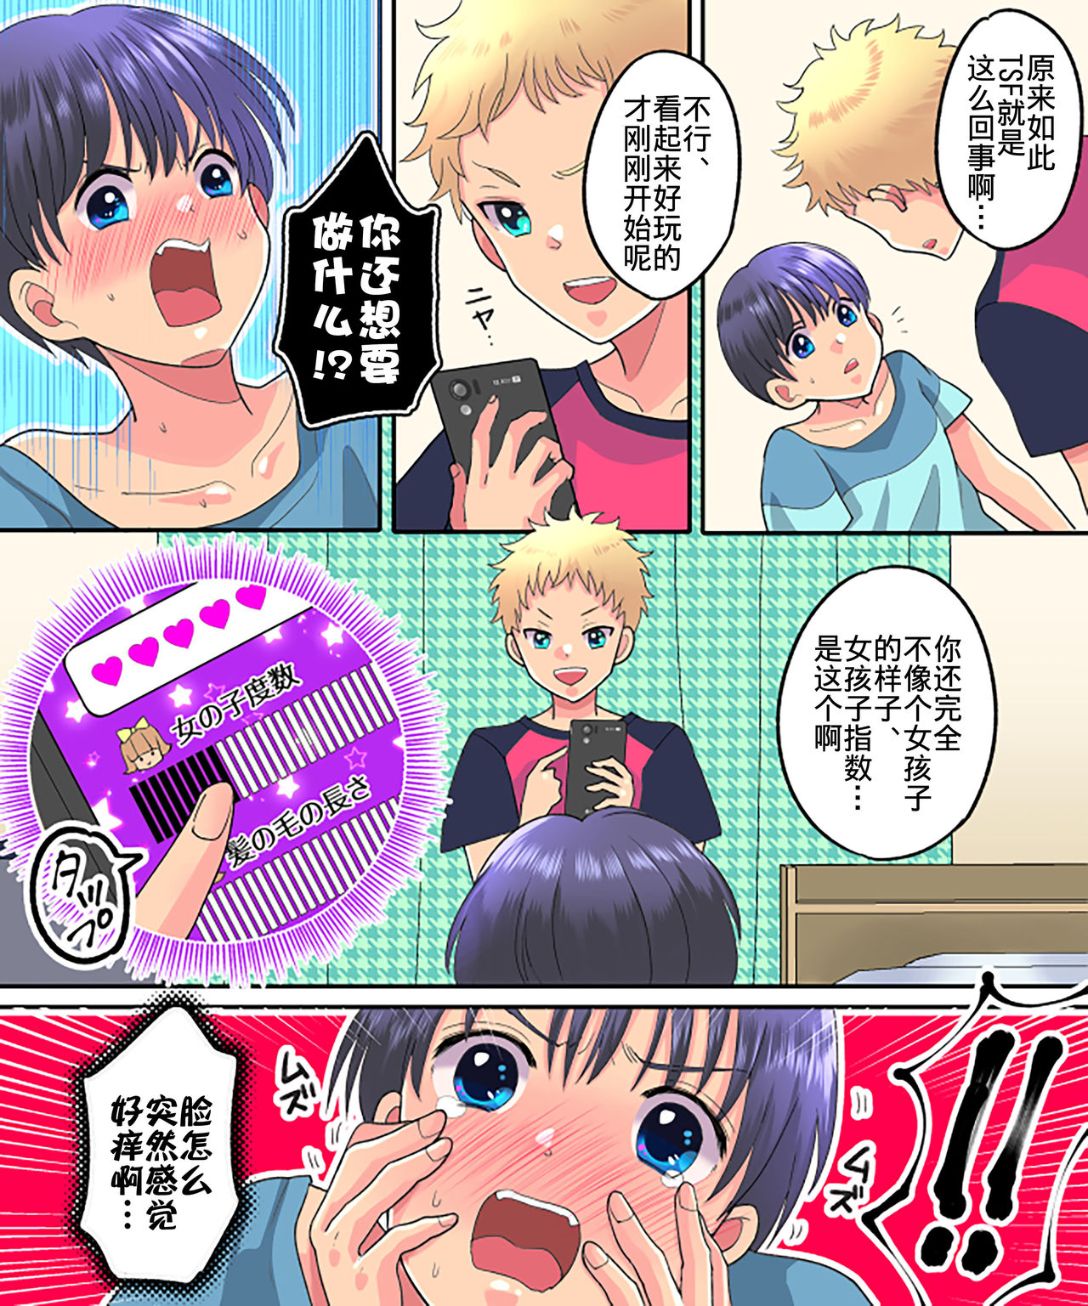 原来如此
TSF就是
这么回事啊…
不行、
看起来好玩的
才刚刚开始呢
ニヤ…
你还想要
做什么!?
你还完全
不像个女孩子
的样子、
女孩子指数…
是这个啊
女の子度数
髪の毛の長さ
タップ
!!
ムズ
ムズ
脸怎么
突然感觉
好痒啊…